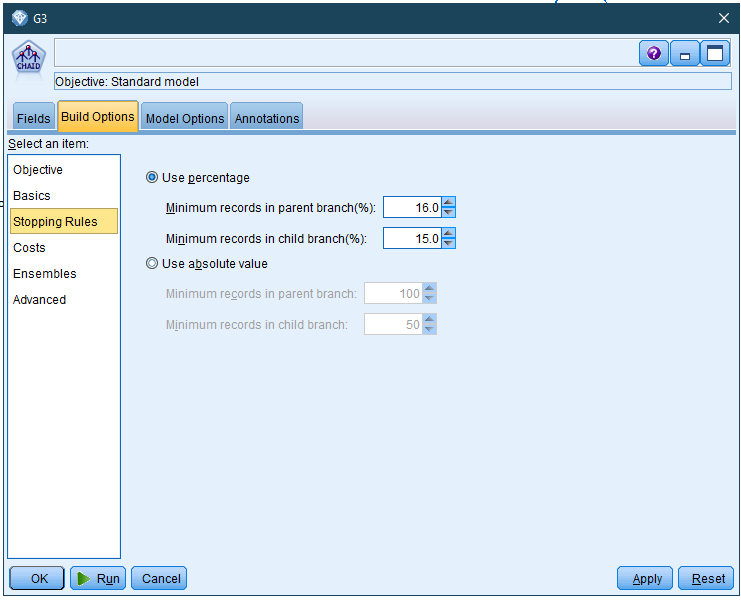 G3
CHAID
Objective: Standard model
Fields Build Options Model Options Annotations
Select an item:
Objective
Basics
Stopping Rules
Costs
Ensembles
Advanced
Use percentage
Minimum records in parent branch(%): 16.0
Minimum records in child branch(%): 15.0
Use absolute value
Minimum records in parent branch: 100
Minimum records in child branch: 50
OK Run Cancel Apply Reset